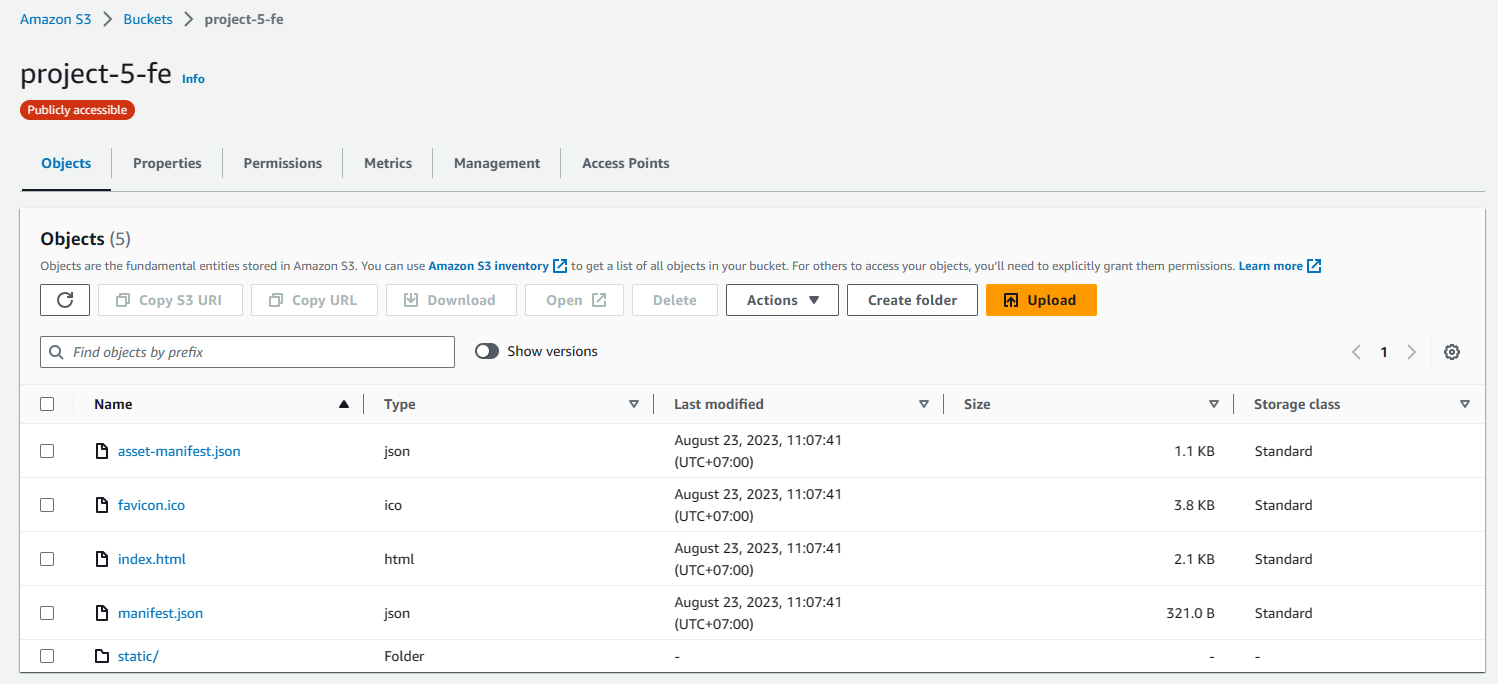 Amazon S3 > Buckets > project-5-fe
project-5-fe Info
Publicly accessible
Objects Properties Permissions Metrics Management Access Points
Objects (5)
Objects are the fundamental entities stored in Amazon S3. You can use Amazon S3 inventory to get a list of all objects in your bucket. For others to access your objects, you'll need to explicitly grant them permissions. Learn more
Copy S3 URI Copy URL Download Open Delete Actions Create folder Upload
Find objects by prefix Show versions 1
Name Type Last modified Size Storage class
asset-manifest.json json August 23, 2023, 11:07:41 1.1 KB Standard
(UTC+07:00)
favicon.ico ico August 23, 2023, 11:07:41 3.8 KB Standard
(UTC+07:00)
index.html html August 23, 2023, 11:07:41 2.1 KB Standard
(UTC+07:00)
manifest.json json August 23, 2023, 11:07:41 321.0 B Standard
(UTC+07:00)
static/ Folder - - -